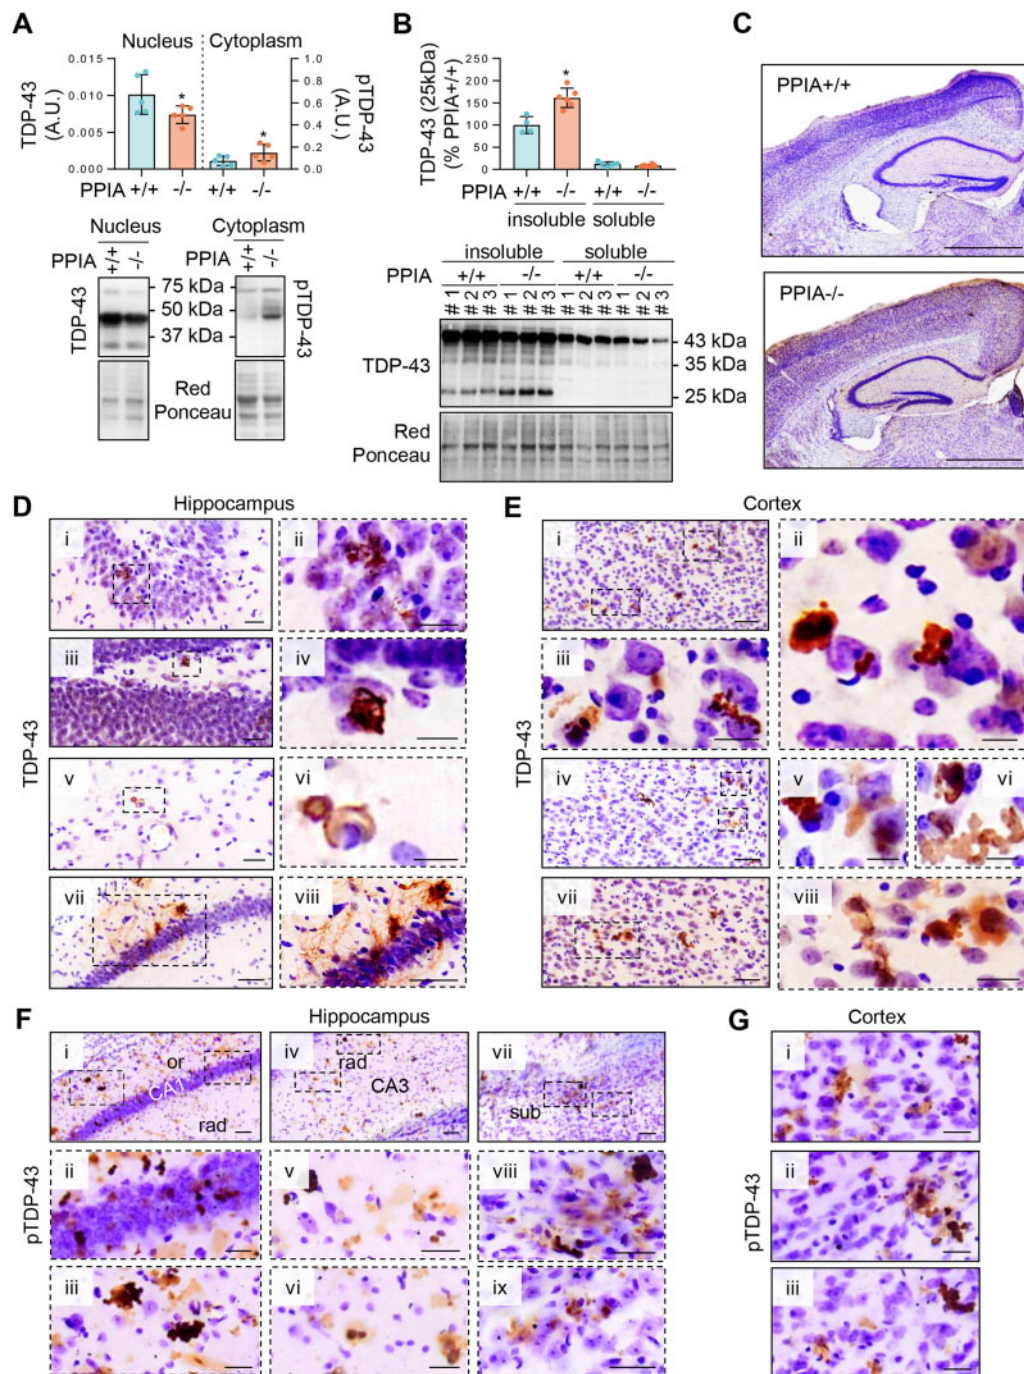 A
Nucleus Cytoplasm
0.015
0.010
0.005
0.000
TDP-43
(A.U.)
1.0
0.8
0.6
0.4
0.2
0.0
pTDP-43
(A.U.)
*
*
PPIA +/+ -/- +/+ -/-
Nucleus Cytoplasm
PPIA +/+ -/- +/+ -/-
75 kDa
50 kDa
37 kDa
TDP-43
pTDP-43
Red
Ponceau
B
TDP-43 (25kDa)
(% PPIA+/+)
250
200
150
100
50
0
*
PPIA +/+ -/- +/+ -/-
insoluble soluble
insoluble soluble
PPIA +/+ -/- +/+ -/-
# 1 # 2 # 3 # 1 # 2 # 3 # 1 # 2 # 3 # 1 # 2 # 3
TDP-43
43 kDa
35 kDa
25 kDa
Red
Ponceau
C
PPIA+/+
PPIA-/-
D
Hippocampus
TDP-43
i ii
iii iv
v vi
vii viii
E
Cortex
TDP-43
i ii
iii
iv v vi
vii viii
F
Hippocampus
pTDP-43
i iv vii
or
CA1
rad
rad
CA3
sub
ii v viii
iii vi ix
G
Cortex
pTDP-43
i
ii
iii